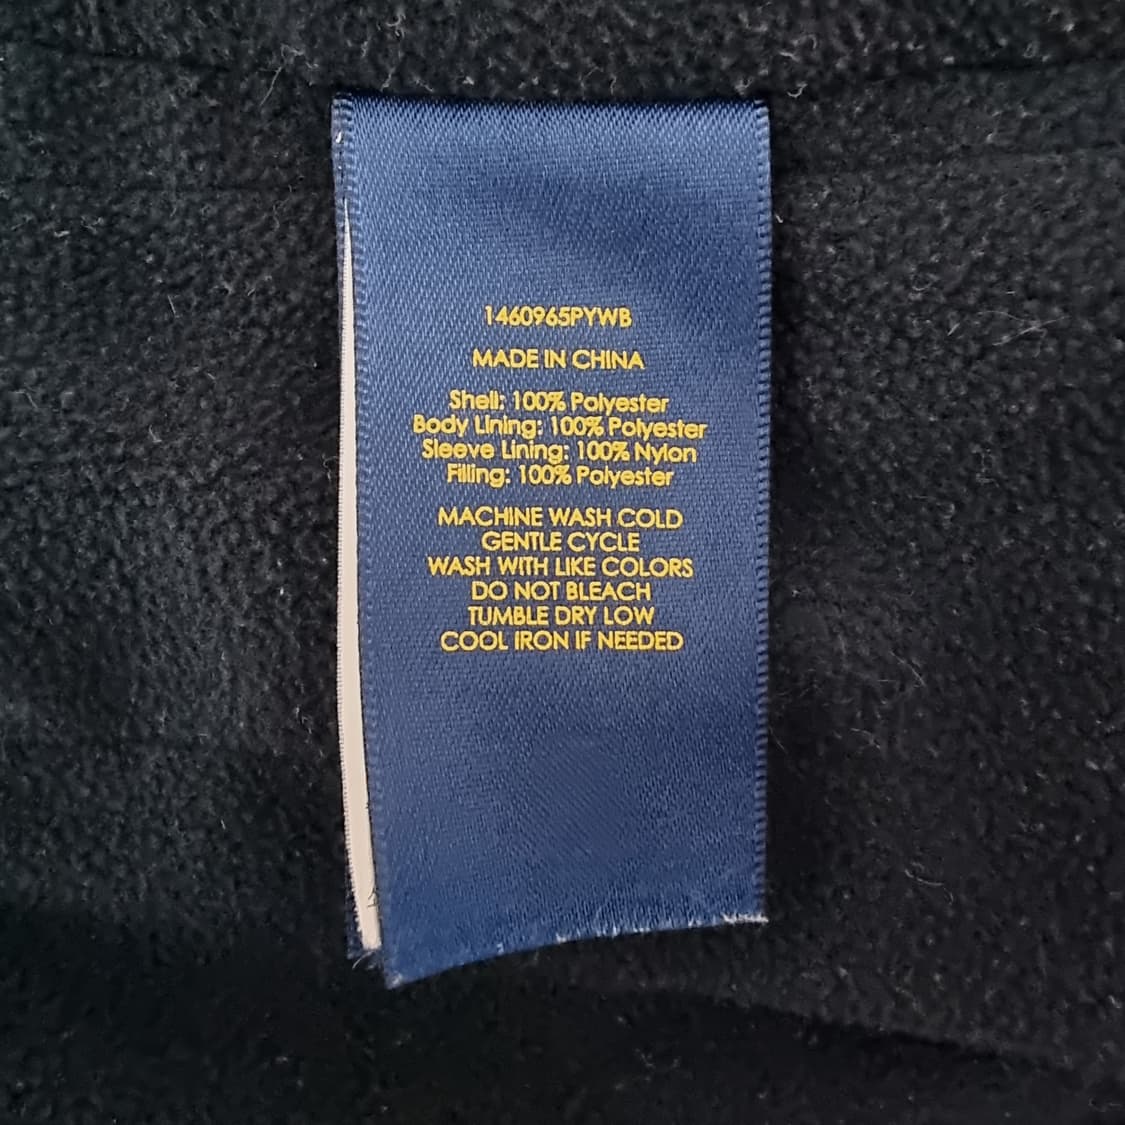 1460965PYWB
MADE IN CHINA
Shell: 100% Polyester
Body Lining: 100% Polyester
Sleeve Lining: 100% Nylon
Filling: 100% Polyester
MACHINE WASH COLD
GENTLE CYCLE
WASH WITH LIKE COLORS
DO NOT BLEACH
TUMBLE DRY LOW
COOL IRON IF NEEDED